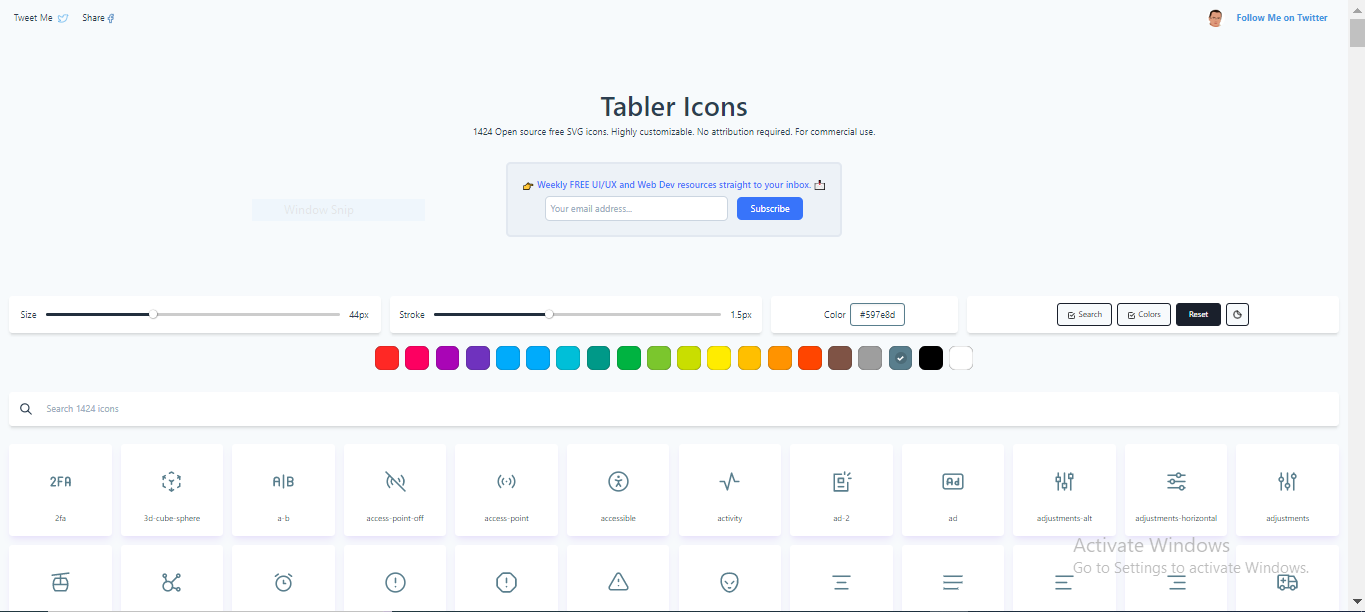 Tweet Me
Share
Follow Me on Twitter
Tabler Icons
1424 Open source free SVG icons. Highly customizable. No attribution required. For commercial use.
Weekly FREE UI/UX and Web Dev resources straight to your inbox.
Your email address...
Subscribe
Window Snip
Size
44px
Stroke
1.5px
Color
#597e8d
Search
Colors
Reset
Search 1424 icons
2FA
A|B
Ad
2fa
3d-cube-sphere
a-b
access-point-off
access-point
accessible
activity
ad-2
ad
adjustments-alt
adjustments-horizontal
adjustments
Activate Windows
Go to Settings to activate Windows.